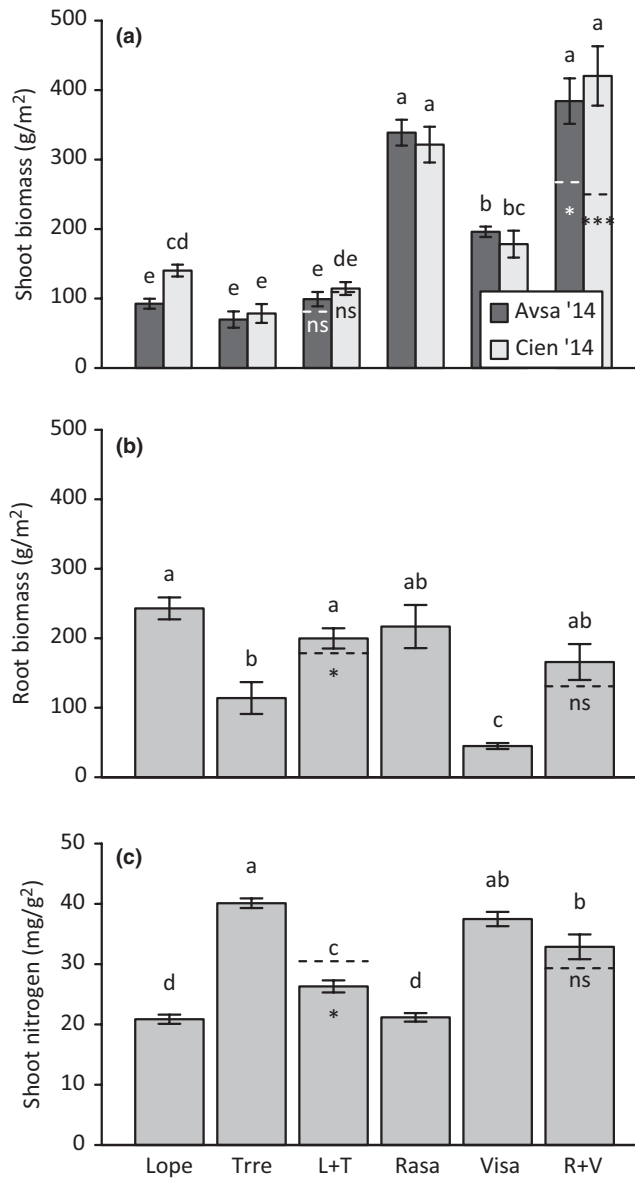 (a)
Shoot biomass (g/m²)
500
400
300
200
100
0
e cd e e e de a a b bc a a
ns ns * ***
Avsa '14
Cien '14
(b)
Root biomass (g/m²)
500
400
300
200
100
0
a b a ab c ab
* ns
(c)
Shoot nitrogen (mg/g²)
50
40
30
20
10
0
d a c d ab b
* ns
Lope Trre L+T Rasa Visa R+V